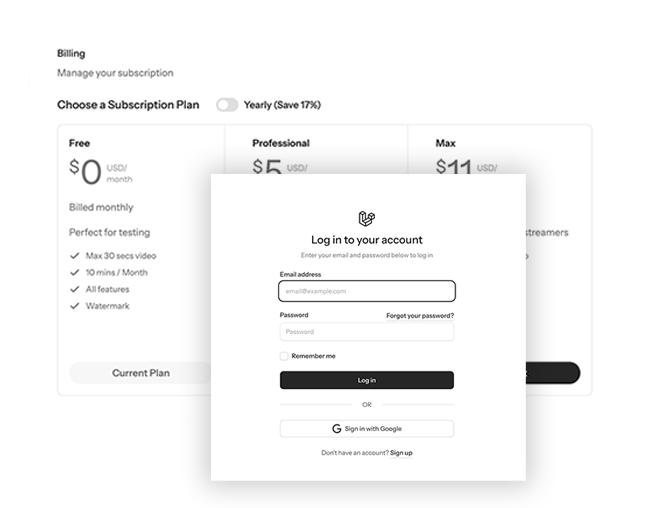 Billing
Manage your subscription
Choose a Subscription Plan
Yearly (Save 17%)
Free
$0 USD/
month
Billed monthly
Perfect for testing
Max 30 secs video
10 mins / Month
All features
Watermark
Current Plan
Professional
$5 USD/
Max
$11 USD/
streamers
Log in to your account
Enter your email and password below to log in
Email address
email@example.com
Password
Forgot your password?
Password
Remember me
Log in
OR
Sign in with Google
Don't have an account? Sign up